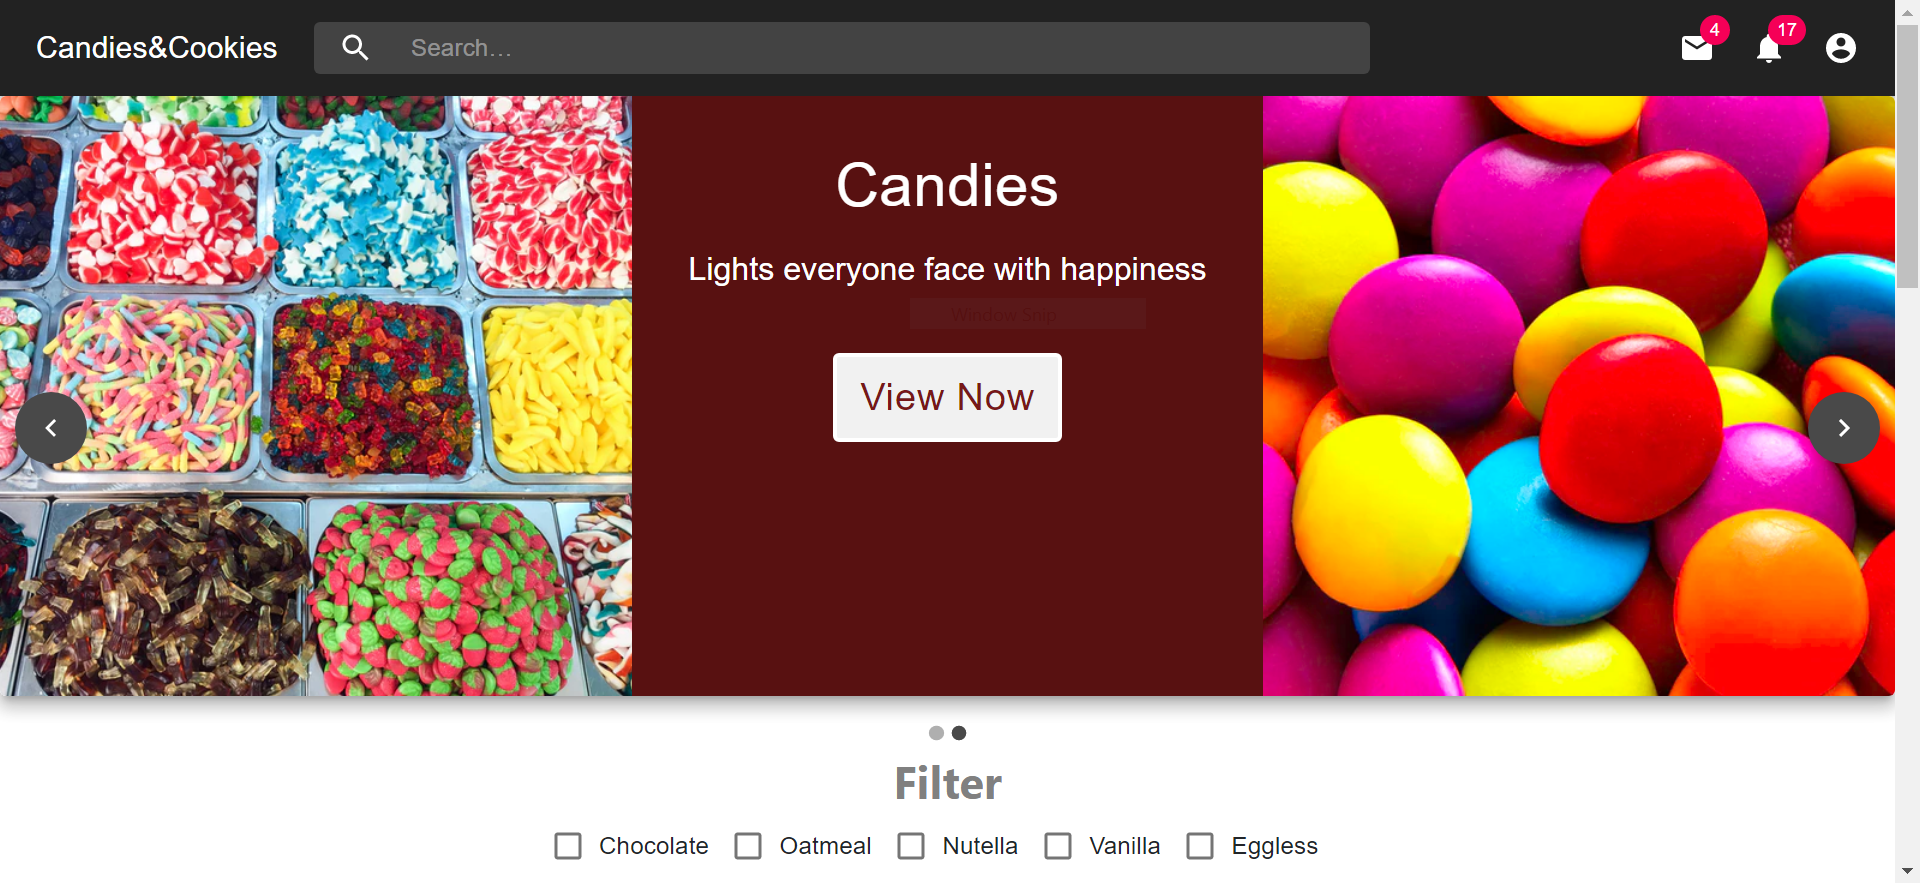 Candies&Cookies
Search…
4
17
Candies
Lights everyone face with happiness
Window Snip
View Now
Filter
Chocolate
Oatmeal
Nutella
Vanilla
Eggless